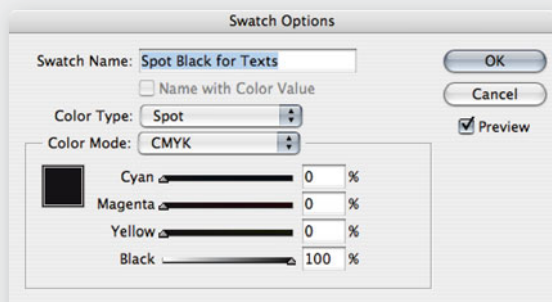 Swatch Options
Swatch Name: Spot Black for Texts
OK
Name with Color Value
Cancel
Color Type: Spot
Preview
Color Mode: CMYK
Cyan 0 %
Magenta 0 %
Yellow 0 %
Black 100 %